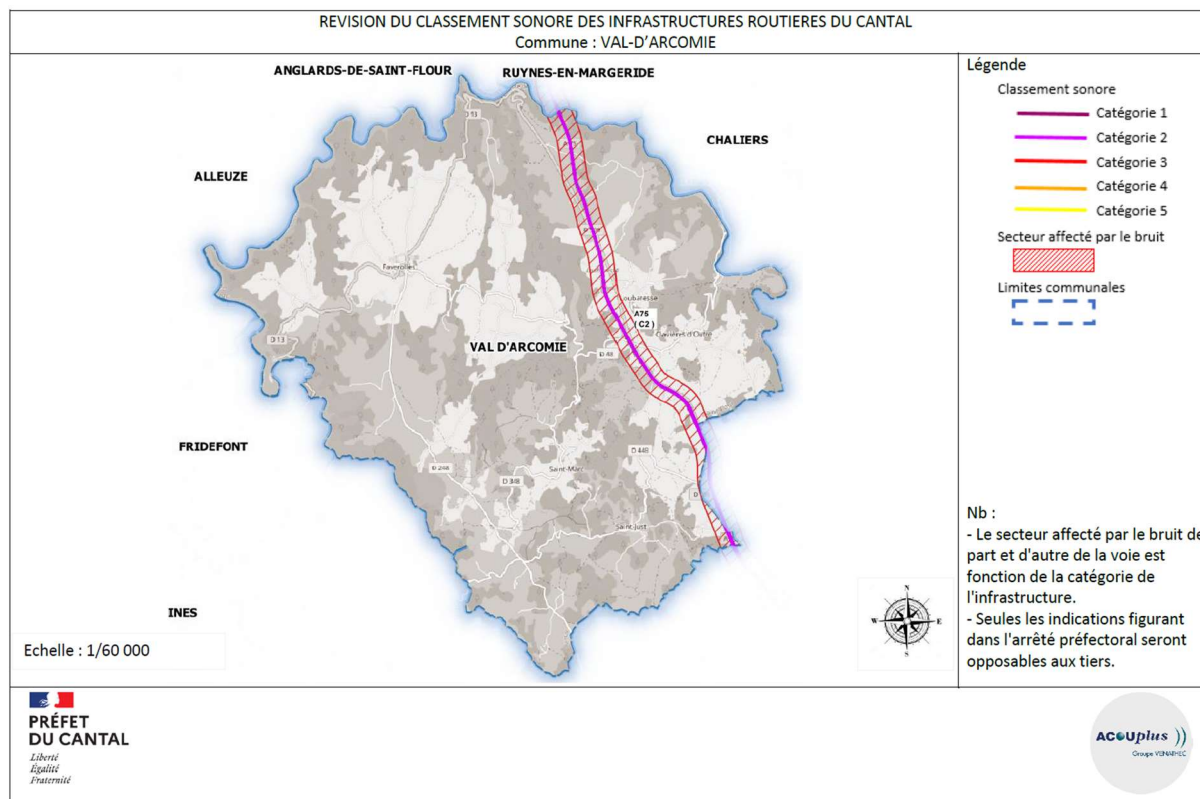 REVISION DU CLASSEMENT SONORE DES INFRASTRUCTURES ROUTIERES DU CANTAL
Commune : VAL-D'ARCOMIE
ANGLARDS-DE-SAINT-FLOUR
RUYNES-EN-MARGERIDE
CHALIERS
ALLEUZE
D 13
Faverolles
Loubaresse
A75
( C2 )
D 13
VAL D'ARCOMIE
D 48
FRIDEFONT
D 248
Saint-Marc
D 348
D 448
D
Saint-Just
INES
N
W
E
S
Echelle : 1/60 000
Légende
Classement sonore
Catégorie 1
Catégorie 2
Catégorie 3
Catégorie 4
Catégorie 5
Secteur affecté par le bruit
Limites communales
Nb :
- Le secteur affecté par le bruit de
part et d'autre de la voie est
fonction de la catégorie de
l'infrastructure.
- Seules les indications figurant
dans l'arrêté préfectoral seront
opposables aux tiers.
PRÉFET
DU CANTAL
Liberté
Égalité
Fraternité
ACOUplus ))
Groupe VENATHEC